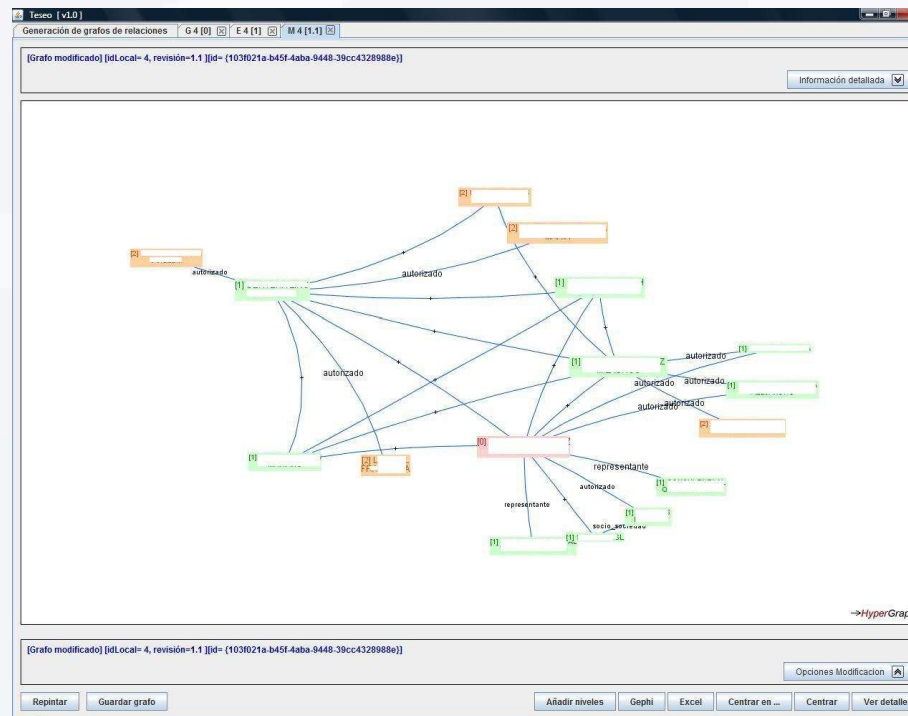 Teseo [ v1.0 ]
Generación de grafos de relaciones G 4 [0] E 4 [1] M 4 [1.1]
[Grafo modificado] [idLocal= 4, revisión=1.1 ][id= {103f021a-b45f-4aba-9448-39cc4328988e}]
Información detallada
[2]
[2]
[2]
autorizado
[1]
autorizado
[1]
[1] Z
autorizado
[1]
autorizado
autorizado
autorizado
autorizado
[1]
autorizado
[2]
[0]
[1]
[2]
representante
[1]
autorizado
representante
[1]
socio_sociedad
[1]
[1]
→HyperGrap
[Grafo modificado] [idLocal= 4, revisión=1.1 ][id= {103f021a-b45f-4aba-9448-39cc4328988e}]
Opciones Modificacion
Repintar Guardar grafo Añadir niveles Gephi Excel Centrar en ... Centrar Ver detalle